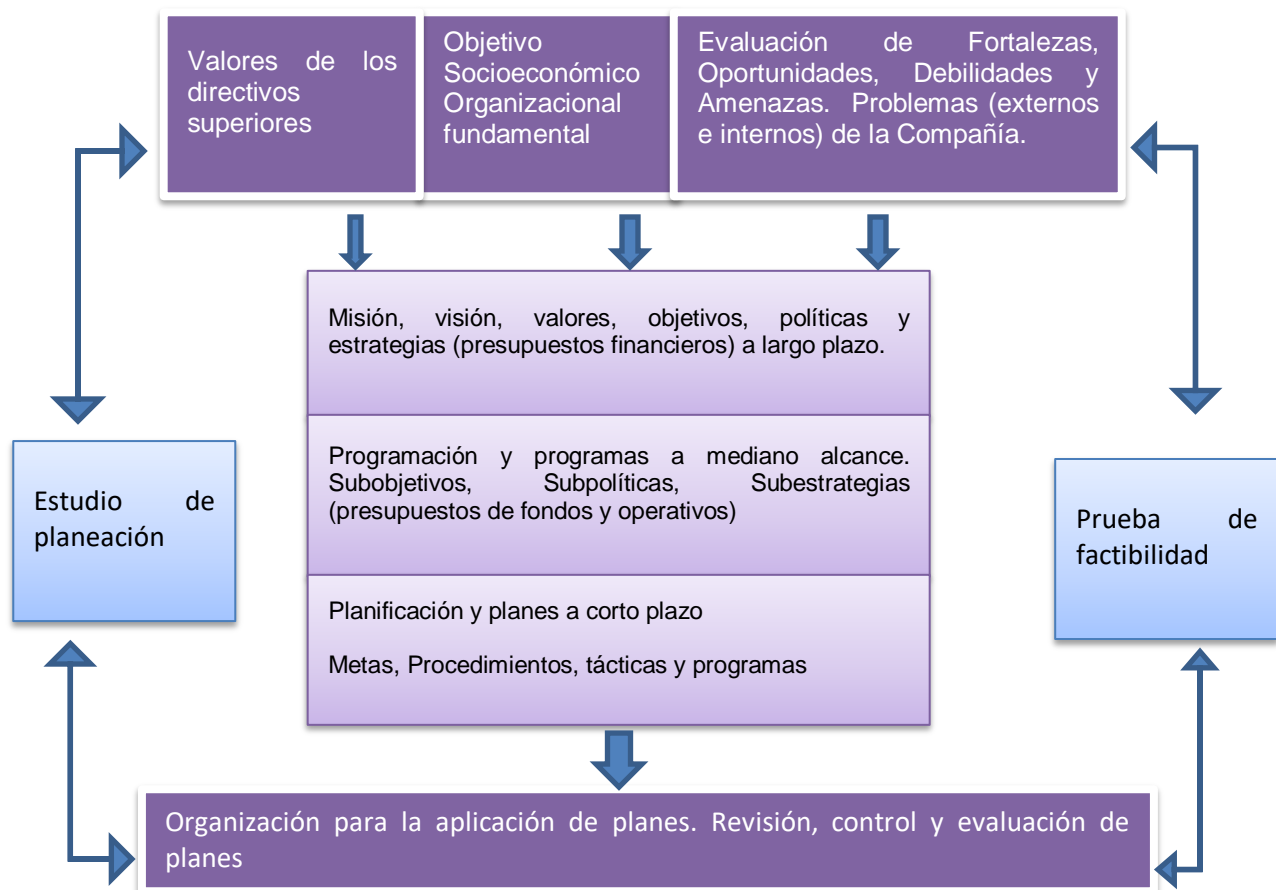 Valores de los
directivos
superiores
Objetivo
Socioeconómico
Organizacional
fundamental
Evaluación de Fortalezas,
Oportunidades, Debilidades y
Amenazas. Problemas (externos
e internos) de la Compañía.
Misión, visión, valores, objetivos, políticas y
estrategias (presupuestos financieros) a largo plazo.
Programación y programas a mediano alcance.
Subobjetivos, Subpolíticas, Subestrategias
(presupuestos de fondos y operativos)
Planificación y planes a corto plazo
Metas, Procedimientos, tácticas y programas
Estudio de
planeación
Prueba de
factibilidad
Organización para la aplicación de planes. Revisión, control y evaluación de
planes